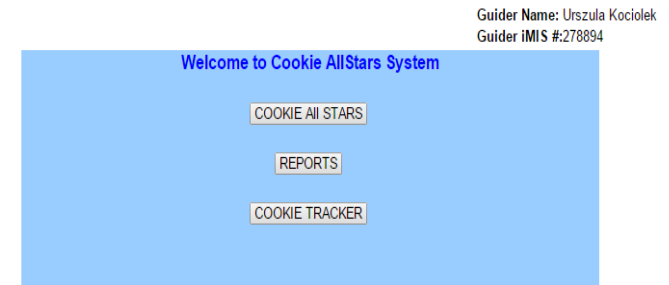 Guider Name: Urszula Kociolek
Guider iMIS #:278894
Welcome to Cookie AllStars System
COOKIE All STARS
REPORTS
COOKIE TRACKER